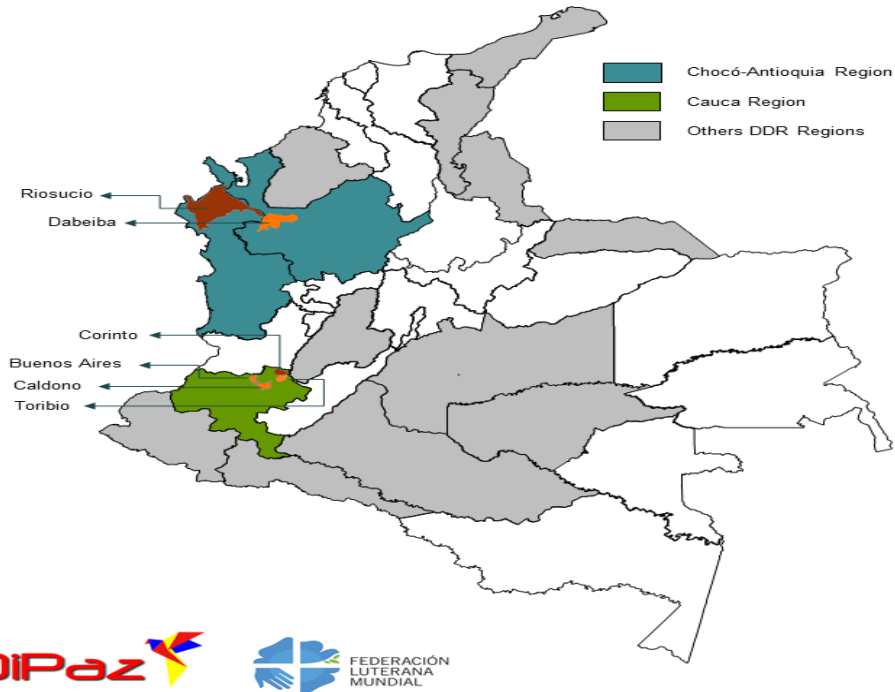 Chocó-Antioquia Region
Cauca Region
Others DDR Regions
Riosucio
Dabeiba
Corinto
Buenos Aires
Caldono
Toribio
DiPaz
FEDERACIÓN
LUTERANA
MUNDIAL